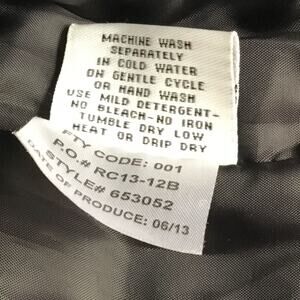 MACHINE WASH
SEPARATELY
IN COLD WATER
ON GENTLE CYCLE
OR HAND WASH
USE MILD DETERGENT-
NO BLEACH-NO IRON
TUMBLE DRY LOW
HEAT OR DRIP DRY
FTY CODE: 001
P.O.# RC13-12B
STYLE# 653052
DATE OF PRODUCE: 06/13